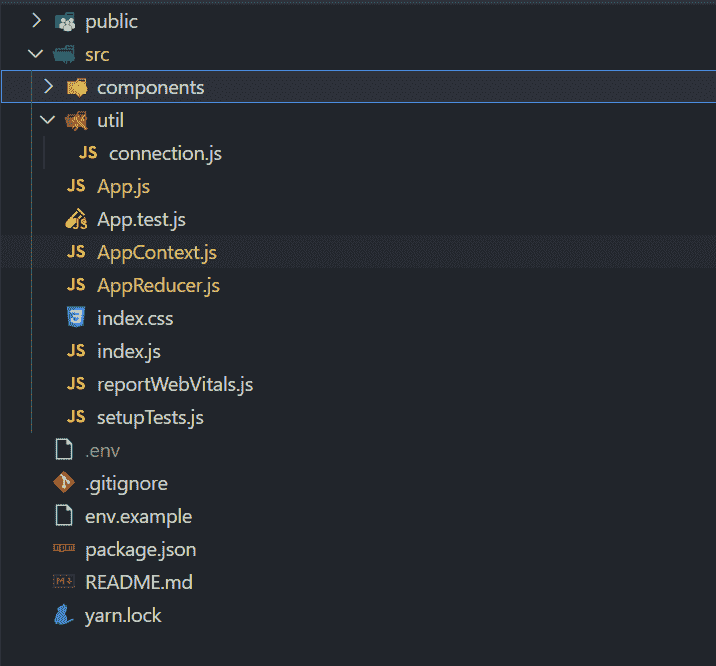 public
src
components
util
JS connection.js
JS App.js
JS App.test.js
JS AppContext.js
JS AppReducer.js
index.css
JS index.js
JS reportWebVitals.js
JS setupTests.js
.env
.gitignore
env.example
package.json
M↓ README.md
yarn.lock